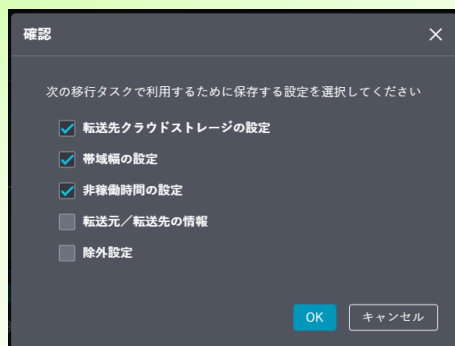 確認
次の移行タスクで利用するために保存する設定を選択してください
転送先クラウドストレージの設定
帯域幅の設定
非稼働時間の設定
転送元／転送先の情報
除外設定
OK キャンセル